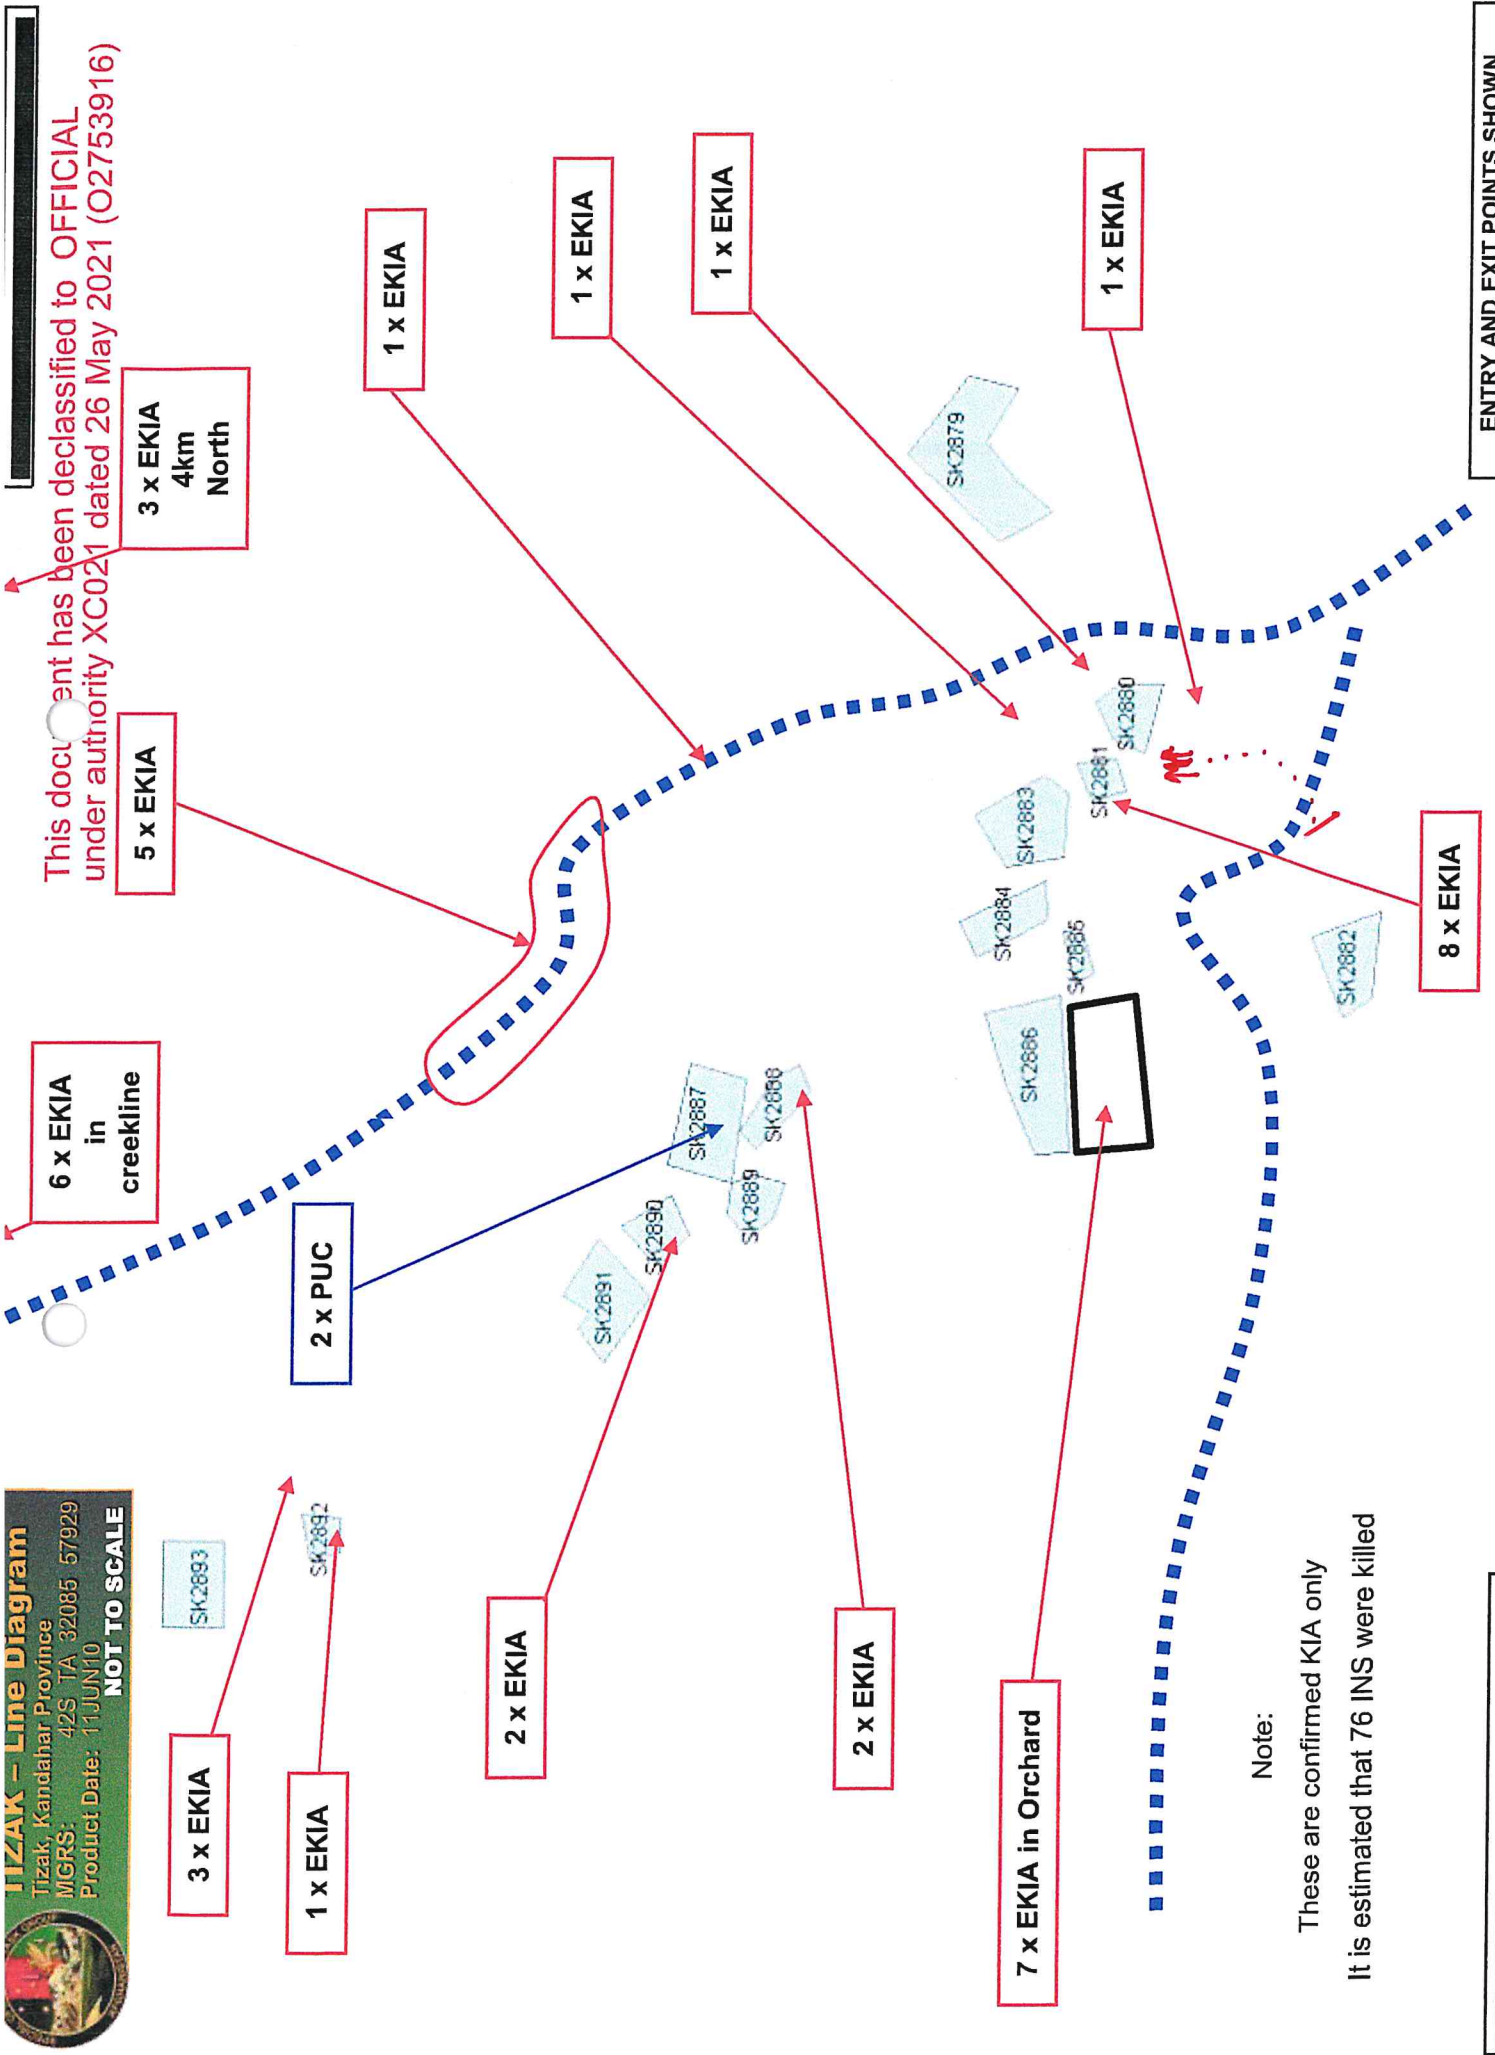 TIZAK – Line Diagram
Tizak, Kandahar Province
MGRS: 42S TA 32085 57929
Product Date: 11JUN10
NOT TO SCALE
This docu ent has been declassified to OFFICIAL
under authority XC021 dated 26 May 2021 (O2753916)
6 x EKIA
in
creekline
5 x EKIA
3 x EKIA
4km
North
3 x EKIA
SK2893
1 x EKIA
SK2892
2 x PUC
1 x EKIA
2 x EKIA
SK2891
SK2890
SK2887
SK2889
SK2888
1 x EKIA
1 x EKIA
2 x EKIA
SK2879
7 x EKIA in Orchard
SK2886
SK2884
SK2883
SK2885
SK2881
SK2880
1 x EKIA
SK2882
8 x EKIA
Note:
These are confirmed KIA only
It is estimated that 76 INS were killed
ENTRY AND EXIT POINTS SHOWN